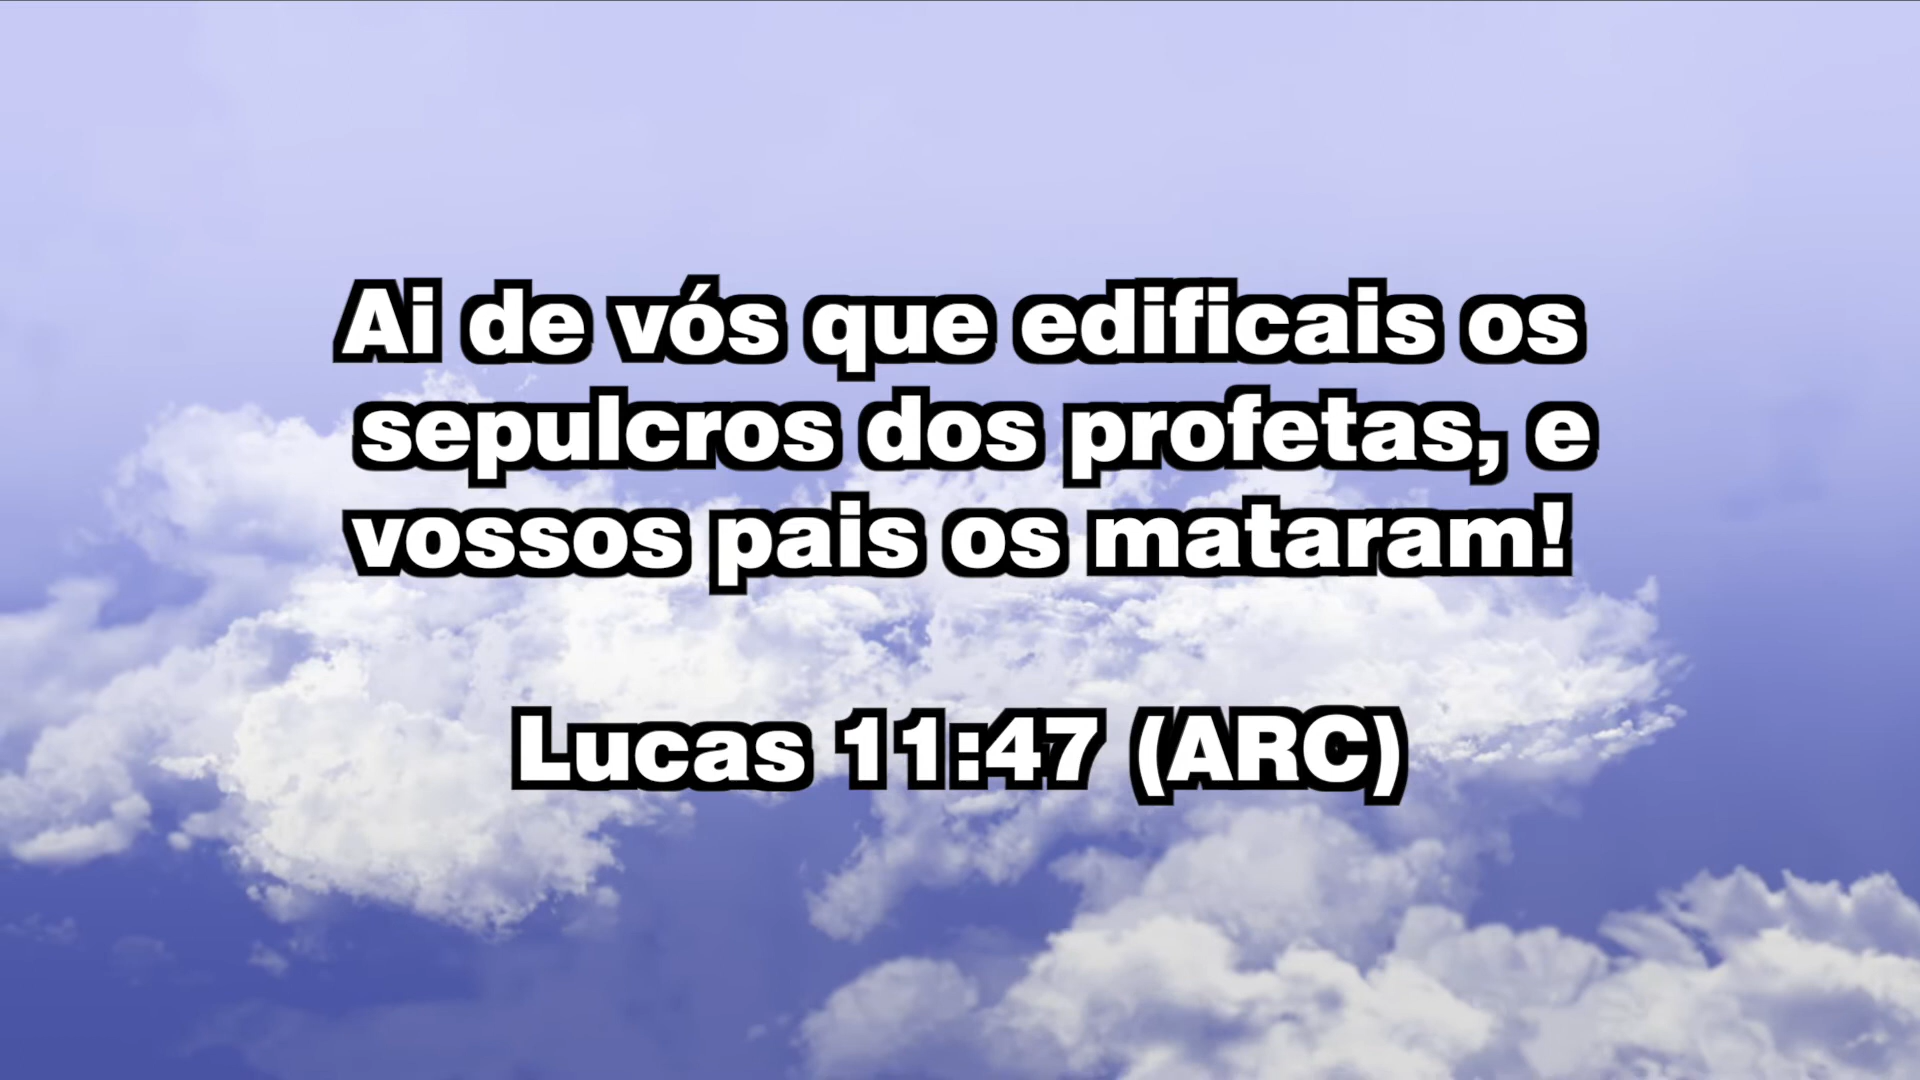 Ai de vós que edificais os
sepulcros dos profetas, e
vossos pais os mataram!
Lucas 11:47 (ARC)